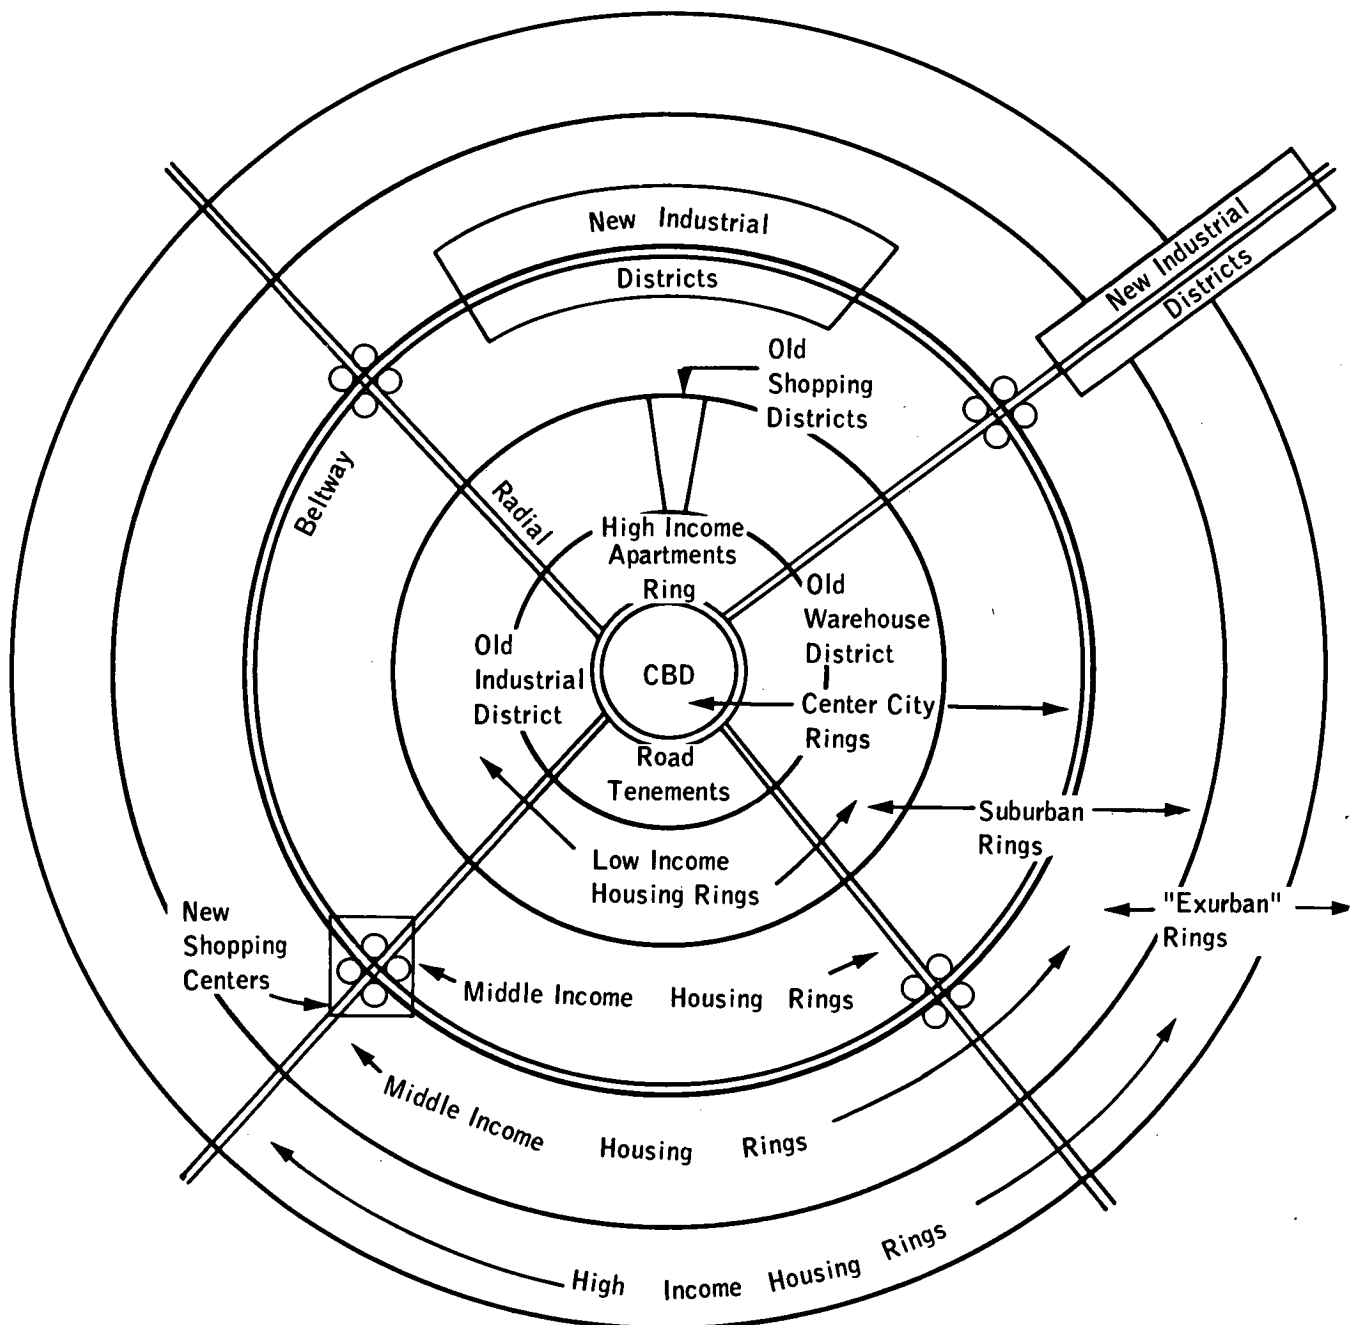 New Industrial
Districts
New Industrial
Districts
Old
Shopping
Districts
Beltway
Radial
High Income
Apartments
Ring
Old
Warehouse
District
Old
Industrial
District
CBD
Center City
Rings
Road
Tenements
Suburban
Rings
Low Income
Housing Rings
"Exurban"
Rings
New
Shopping
Centers
Middle Income Housing Rings
Middle Income Housing Rings
High Income Housing Rings